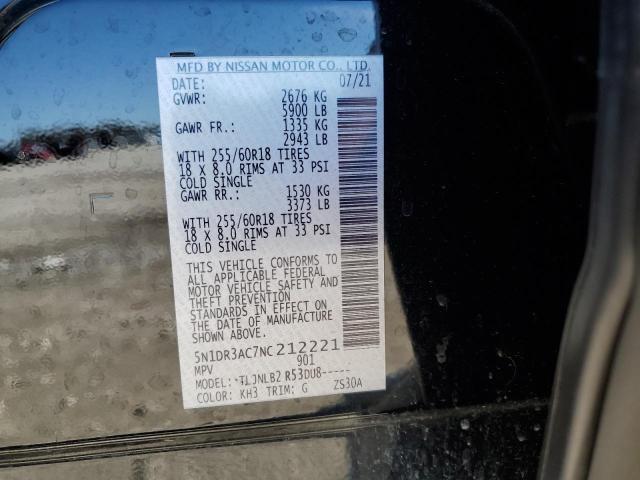 MFD BY NISSAN MOTOR CO., LTD.
DATE: 07/21
GVWR: 2676 KG
5900 LB
GAWR FR.: 1335 KG
2943 LB
WITH 255/60R18 TIRES
18 X 8.0 RIMS AT 33 PSI
COLD SINGLE
GAWR RR.: 1530 KG
3373 LB
WITH 255/60R18 TIRES
18 X 8.0 RIMS AT 33 PSI
COLD SINGLE
THIS VEHICLE CONFORMS TO
ALL APPLICABLE FEDERAL
MOTOR VEHICLE SAFETY AND
THEFT PREVENTION
STANDARDS IN EFFECT ON
THE DATE OF MANUFACTURE
SHOWN ABOVE.
5N1DR3AC7NC212221
MPV 901
MODEL: *TLJNLB2 R53DU8-----
COLOR: KH3 TRIM: G ZS30A